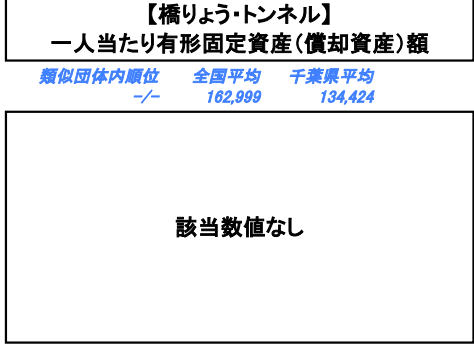 【橋りょう・トンネル】
一人当たり有形固定資産（償却資産）額
類似団体内順位 全国平均 千葉県平均
-/- 162,999 134,424
該当数値なし